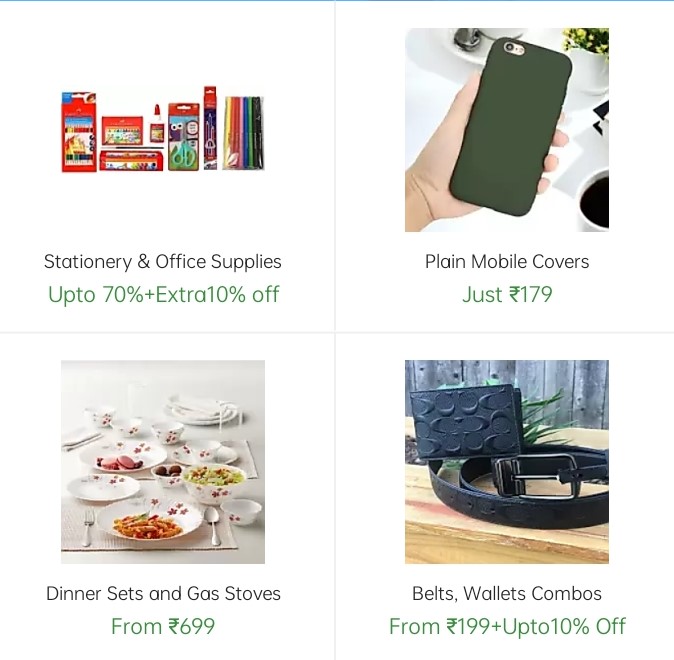 Stationery & Office Supplies
Upto 70%+Extra10% off
Plain Mobile Covers
Just ₹179
Dinner Sets and Gas Stoves
From ₹699
Belts, Wallets Combos
From ₹199+Upto10% Off